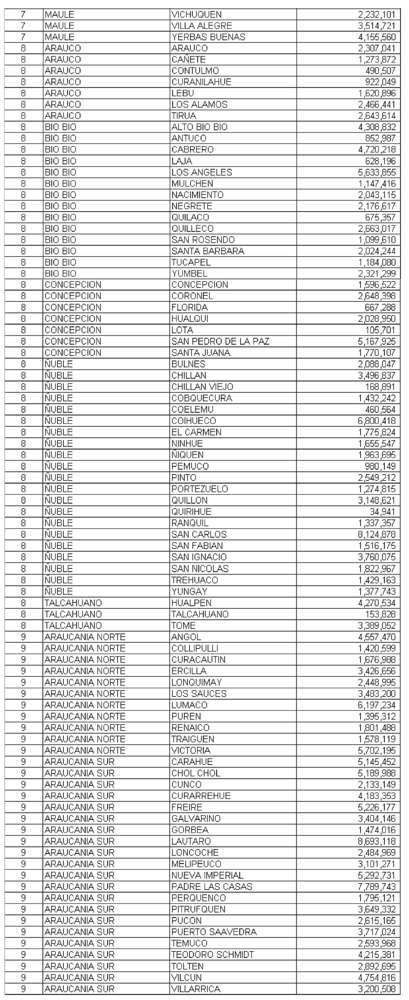 7 MAULE VICHUQUEN 2,232,101
7 MAULE VILLA ALEGRE 3,514,721
7 MAULE YERBAS BUENAS 4,155,560
8 ARAUCO ARAUCO 2,307,041
8 ARAUCO CAÑETE 1,273,872
8 ARAUCO CONTULMO 490,507
8 ARAUCO CURANILAHUE 922,049
8 ARAUCO LEBU 1,620,896
8 ARAUCO LOS ALAMOS 2,466,441
8 ARAUCO TIRUA 2,643,614
8 BIO BIO ALTO BIO BIO 4,308,832
8 BIO BIO ANTUCO 852,987
8 BIO BIO CABRERO 4,720,218
8 BIO BIO LAJA 628,196
8 BIO BIO LOS ANGELES 5,633,855
8 BIO BIO MULCHEN 1,147,416
8 BIO BIO NACIMIENTO 2,043,115
8 BIO BIO NEGRETE 2,176,617
8 BIO BIO QUILACO 675,357
8 BIO BIO QUILLECO 2,663,017
8 BIO BIO SAN ROSENDO 1,099,610
8 BIO BIO SANTA BARBARA 2,024,244
8 BIO BIO TUCAPEL 1,184,080
8 BIO BIO YUMBEL 2,321,299
8 CONCEPCION CONCEPCION 1,596,522
8 CONCEPCION CORONEL 2,648,398
8 CONCEPCION FLORIDA 667,288
8 CONCEPCION HUALQUI 2,028,950
8 CONCEPCION LOTA 105,701
8 CONCEPCION SAN PEDRO DE LA PAZ 5,167,925
8 CONCEPCION SANTA JUANA 1,770,107
8 ÑUBLE BULNES 2,088,047
8 ÑUBLE CHILLAN 3,496,837
8 ÑUBLE CHILLAN VIEJO 168,891
8 ÑUBLE COBQUECURA 1,432,242
8 ÑUBLE COELEMU 460,564
8 ÑUBLE COIHUECO 6,800,418
8 ÑUBLE EL CARMEN 1,775,824
8 ÑUBLE NINHUE 1,655,547
8 ÑUBLE ÑIQUEN 1,963,695
8 ÑUBLE PEMUCO 980,149
8 ÑUBLE PINTO 2,549,212
8 ÑUBLE PORTEZUELO 1,274,815
8 ÑUBLE QUILLON 3,148,621
8 ÑUBLE QUIRIHUE 34,941
8 ÑUBLE RANQUIL 1,337,357
8 ÑUBLE SAN CARLOS 8,124,878
8 ÑUBLE SAN FABIAN 1,516,175
8 ÑUBLE SAN IGNACIO 3,760,075
8 ÑUBLE SAN NICOLAS 1,822,967
8 ÑUBLE TREHUACO 1,429,163
8 ÑUBLE YUNGAY 1,377,743
8 TALCAHUANO HUALPEN 4,270,534
8 TALCAHUANO TALCAHUANO 153,828
8 TALCAHUANO TOME 3,389,052
9 ARAUCANIA NORTE ANGOL 4,557,470
9 ARAUCANIA NORTE COLLIPULLI 1,420,599
9 ARAUCANIA NORTE CURACAUTIN 1,676,988
9 ARAUCANIA NORTE ERCILLA 3,426,656
9 ARAUCANIA NORTE LONQUIMAY 2,448,995
9 ARAUCANIA NORTE LOS SAUCES 3,483,200
9 ARAUCANIA NORTE LUMACO 6,197,234
9 ARAUCANIA NORTE PUREN 1,395,312
9 ARAUCANIA NORTE RENAICO 1,801,488
9 ARAUCANIA NORTE TRAIGUEN 1,578,119
9 ARAUCANIA NORTE VICTORIA 5,702,195
9 ARAUCANIA SUR CARAHUE 5,145,452
9 ARAUCANIA SUR CHOL CHOL 5,189,988
9 ARAUCANIA SUR CUNCO 2,133,149
9 ARAUCANIA SUR CURARREHUE 4,183,353
9 ARAUCANIA SUR FREIRE 5,226,177
9 ARAUCANIA SUR GALVARINO 3,404,146
9 ARAUCANIA SUR GORBEA 1,474,016
9 ARAUCANIA SUR LAUTARO 8,693,118
9 ARAUCANIA SUR LONCOCHE 2,484,969
9 ARAUCANIA SUR MELIPEUCO 3,101,271
9 ARAUCANIA SUR NUEVA IMPERIAL 5,292,731
9 ARAUCANIA SUR PADRE LAS CASAS 7,789,743
9 ARAUCANIA SUR PERQUENCO 1,795,121
9 ARAUCANIA SUR PITRUFQUEN 3,649,332
9 ARAUCANIA SUR PUCON 2,615,165
9 ARAUCANIA SUR PUERTO SAAVEDRA 3,717,024
9 ARAUCANIA SUR TEMUCO 2,593,968
9 ARAUCANIA SUR TEODORO SCHMIDT 4,215,381
9 ARAUCANIA SUR TOLTEN 2,892,695
9 ARAUCANIA SUR VILCUN 4,754,816
9 ARAUCANIA SUR VILLARRICA 3,200,508